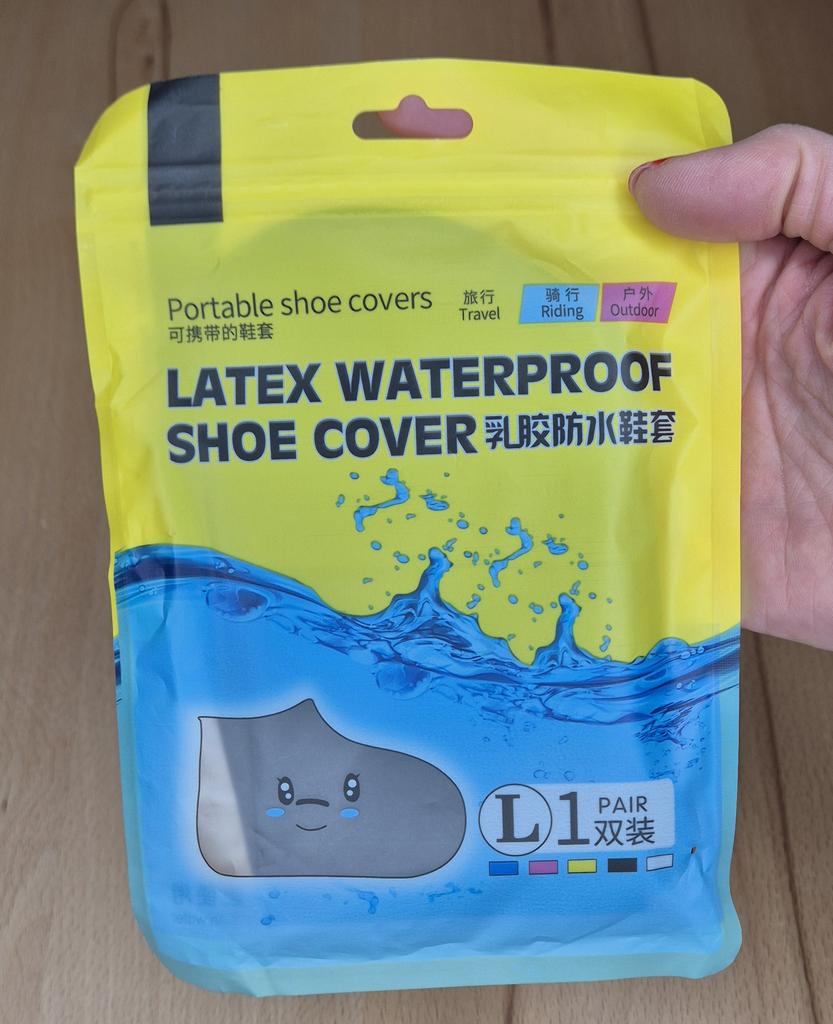 Portable shoe covers
可携带的鞋套
旅行
Travel
骑行
Riding
户外
Outdoor
LATEX WATERPROOF
SHOE COVER 乳胶防水鞋套
L 1 PAIR
双装